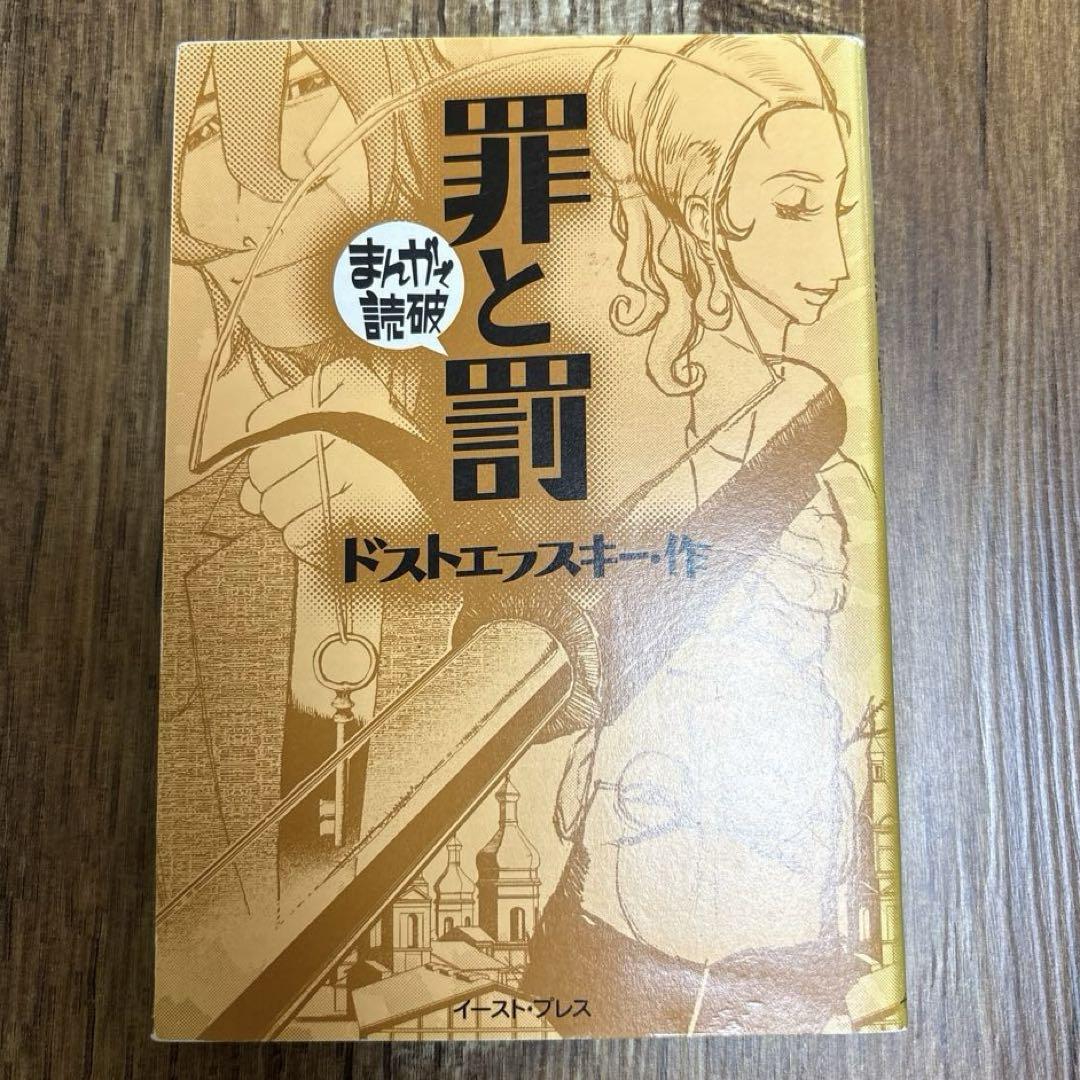 罪と罰
まんがで
読破
ドストエフスキー・作
イースト・プレス